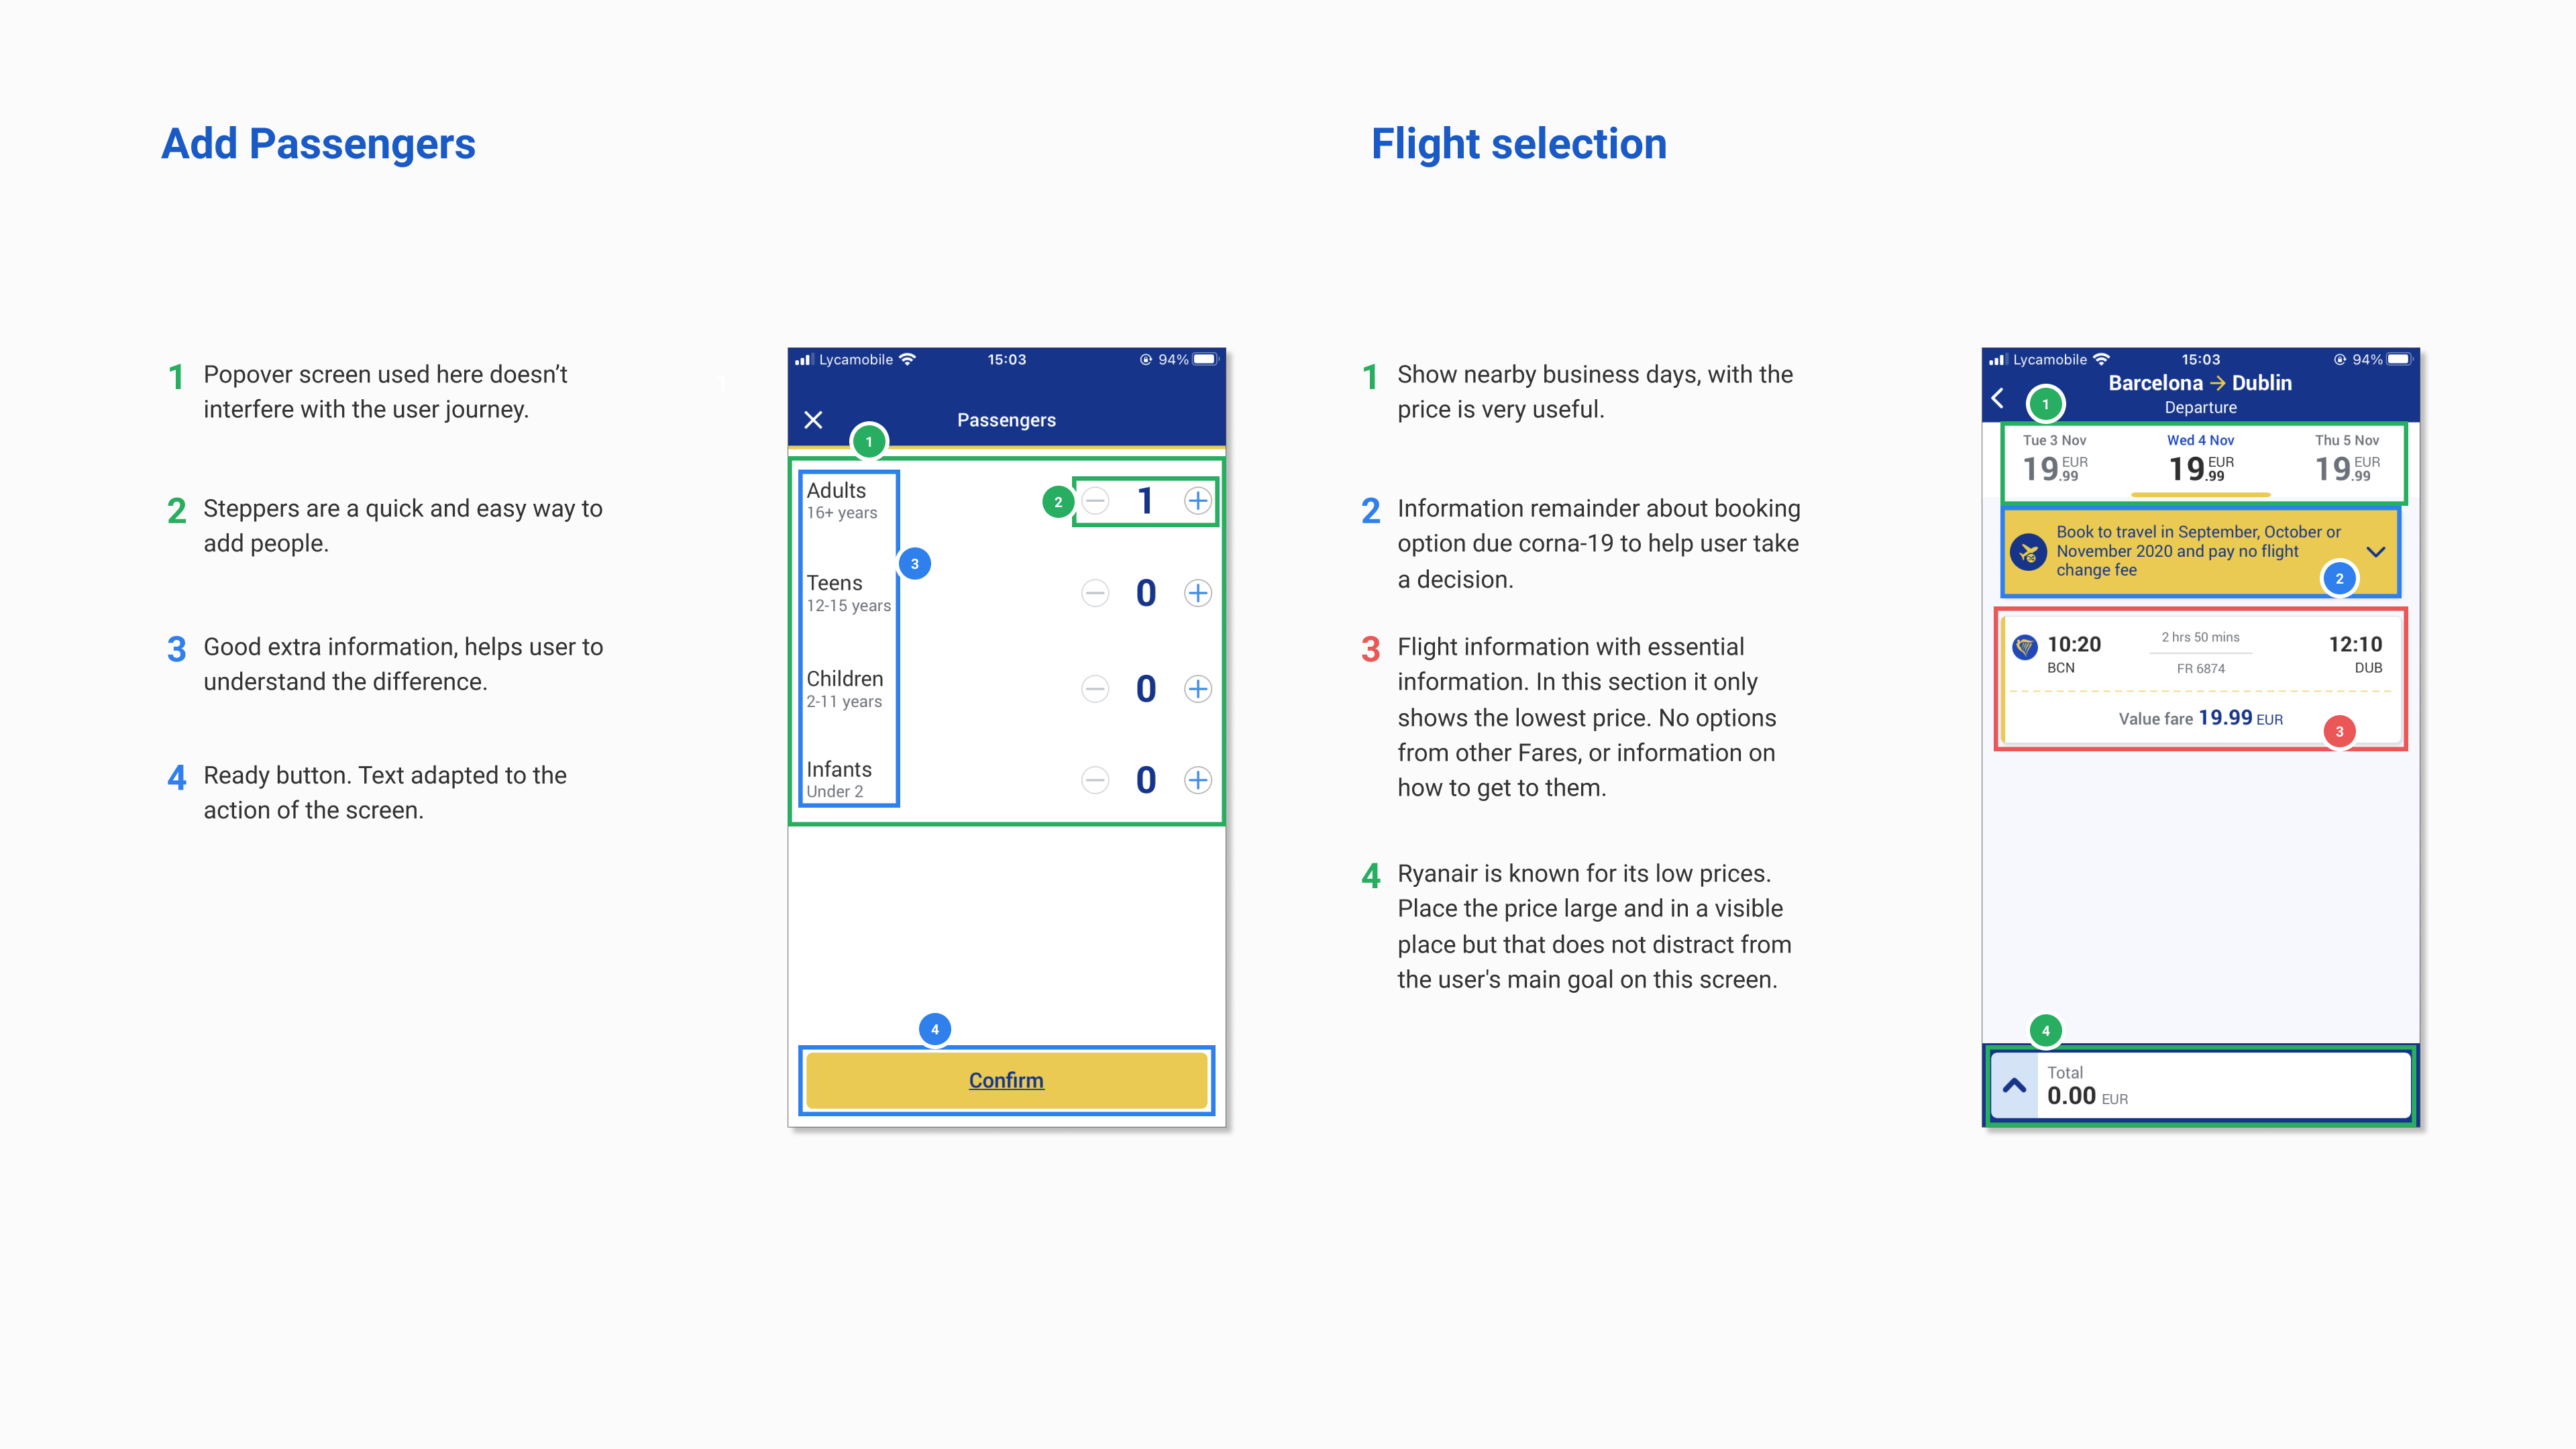 Add Passengers
1 Popover screen used here doesn’t
interfere with the user journey.
2 Steppers are a quick and easy way to
add people.
3 Good extra information, helps user to
understand the difference.
4 Ready button. Text adapted to the
action of the screen.
1
Lycamobile 15:03 94%
Passengers
1
Adults
16+ years
2 1
3
Teens
12-15 years
0
Children
2-11 years
0
Infants
Under 2
0
4
Confirm
Flight selection
1 Show nearby business days, with the
price is very useful.
2 Information remainder about booking
option due corna-19 to help user take
a decision.
3 Flight information with essential
information. In this section it only
shows the lowest price. No options
from other Fares, or information on
how to get to them.
4 Ryanair is known for its low prices.
Place the price large and in a visible
place but that does not distract from
the user's main goal on this screen.
Lycamobile 15:03 94%
Barcelona → Dublin
Departure
1
Tue 3 Nov Wed 4 Nov Thu 5 Nov
19.99 EUR 19.99 EUR 19.99 EUR
Book to travel in September, October or
November 2020 and pay no flight
change fee
2
10:20 2 hrs 50 mins 12:10
BCN FR 6874 DUB
Value fare 19.99 EUR
3
4
Total
0.00 EUR